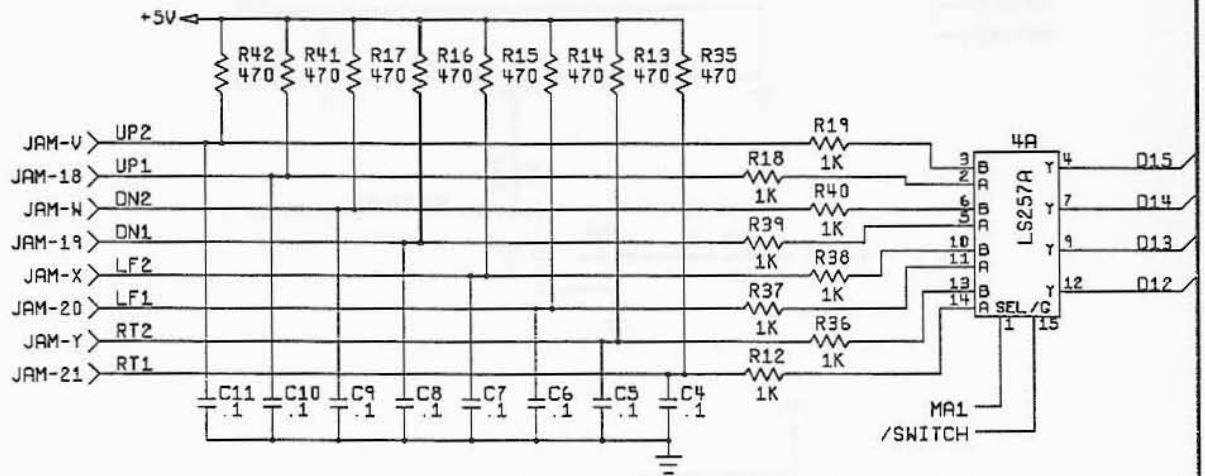 +5V
R42 R41 R17 R16 R15 R14 R13 R35
470 470 470 470 470 470 470 470
JAM-V UP2 R19 1K
JAM-18 UP1 R18 1K
JAM-W DN2 R40 1K
JAM-19 DN1 R39 1K
JAM-X LF2 R38 1K
JAM-20 LF1 R37 1K
JAM-Y RT2 R36 1K
JAM-21 RT1 R12 1K
C11 C10 C9 C8 C7 C6 C5 C4
.1 .1 .1 .1 .1 .1 .1 .1
4A
LS257A
3 B Y 4 D15
2 A
6 B Y 7 D14
5 A
10 B Y 9 D13
11 A
13 B Y 12 D12
14 A
SEL /G
1 15
MA1
/SWITCH